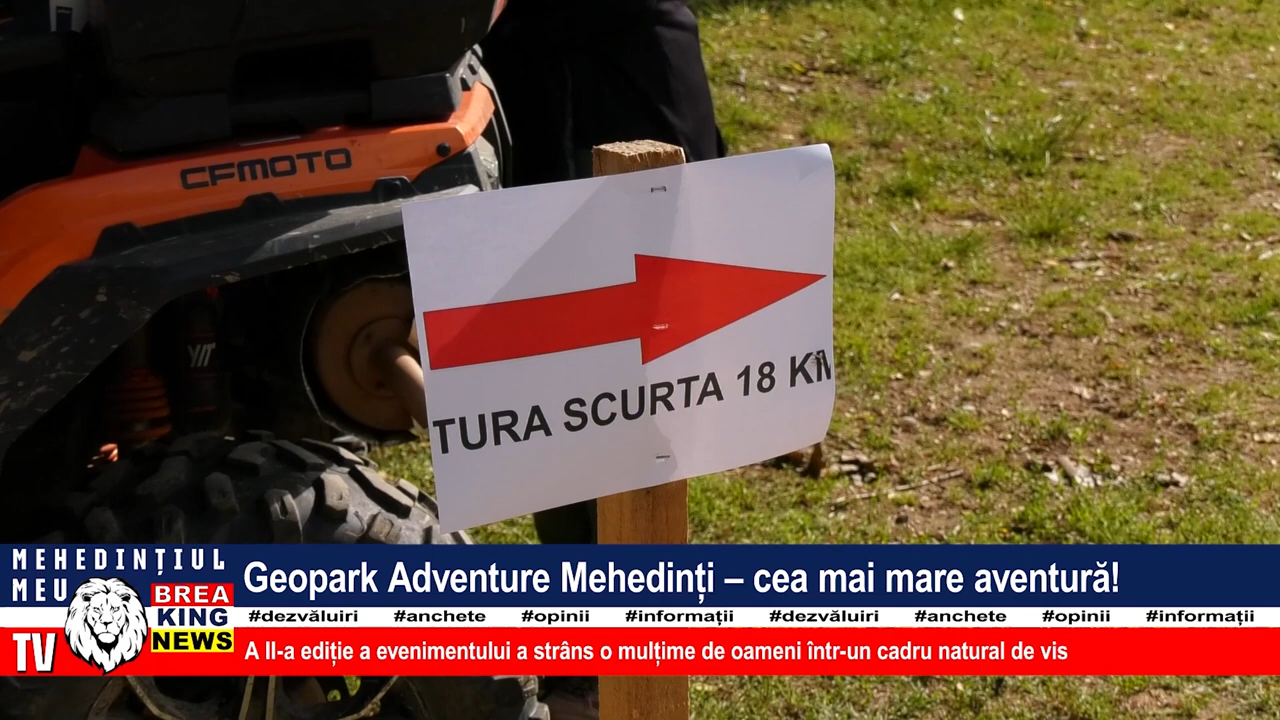 CFMOTO
TURA SCURTA 18 KM
MEHEDINȚIUL
MEU
TV
BREA
KING
NEWS
Geopark Adventure Mehedinți – cea mai mare aventură!
#dezvăluiri #anchete #opinii #informații #dezvăluiri #anchete #opinii #informații
A II-a ediție a evenimentului a strâns o mulțime de oameni într-un cadru natural de vis